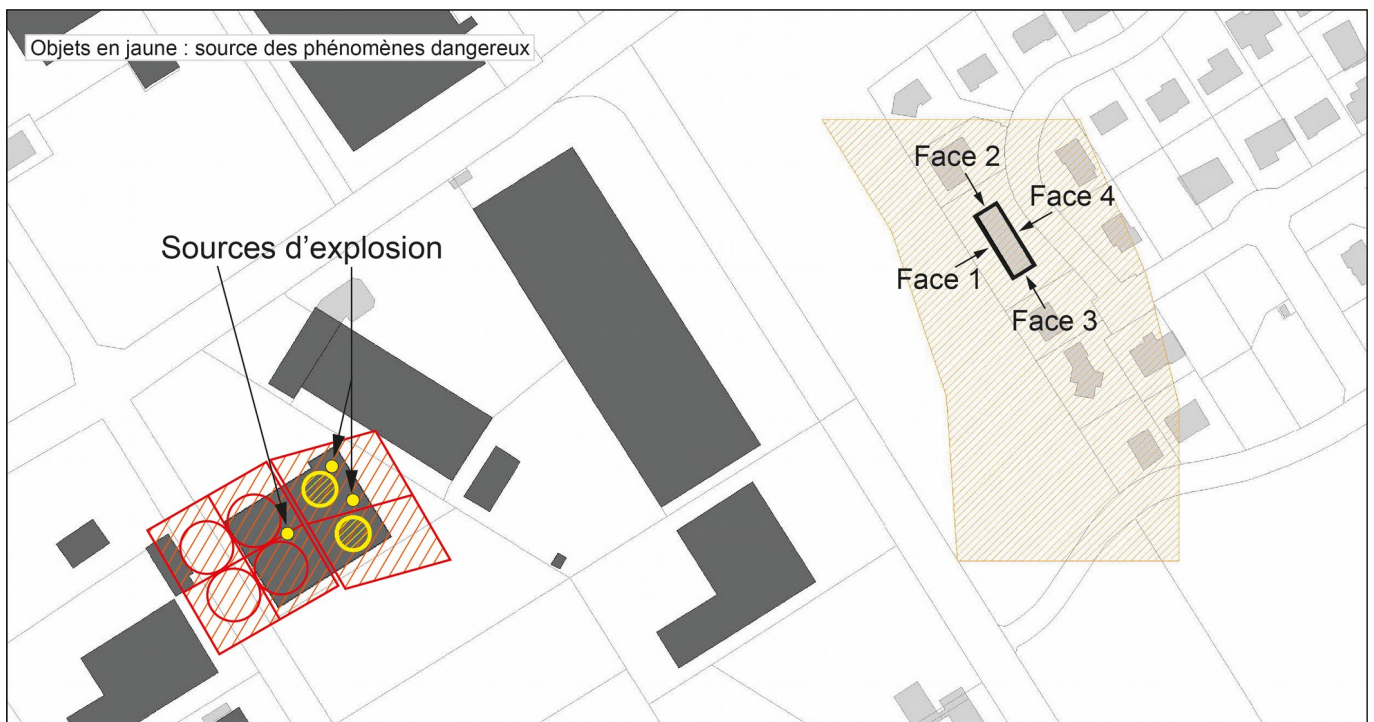 Objets en jaune : source des phénomènes dangereux
Face 2
Face 4
Sources d’explosion
Face 1
Face 3